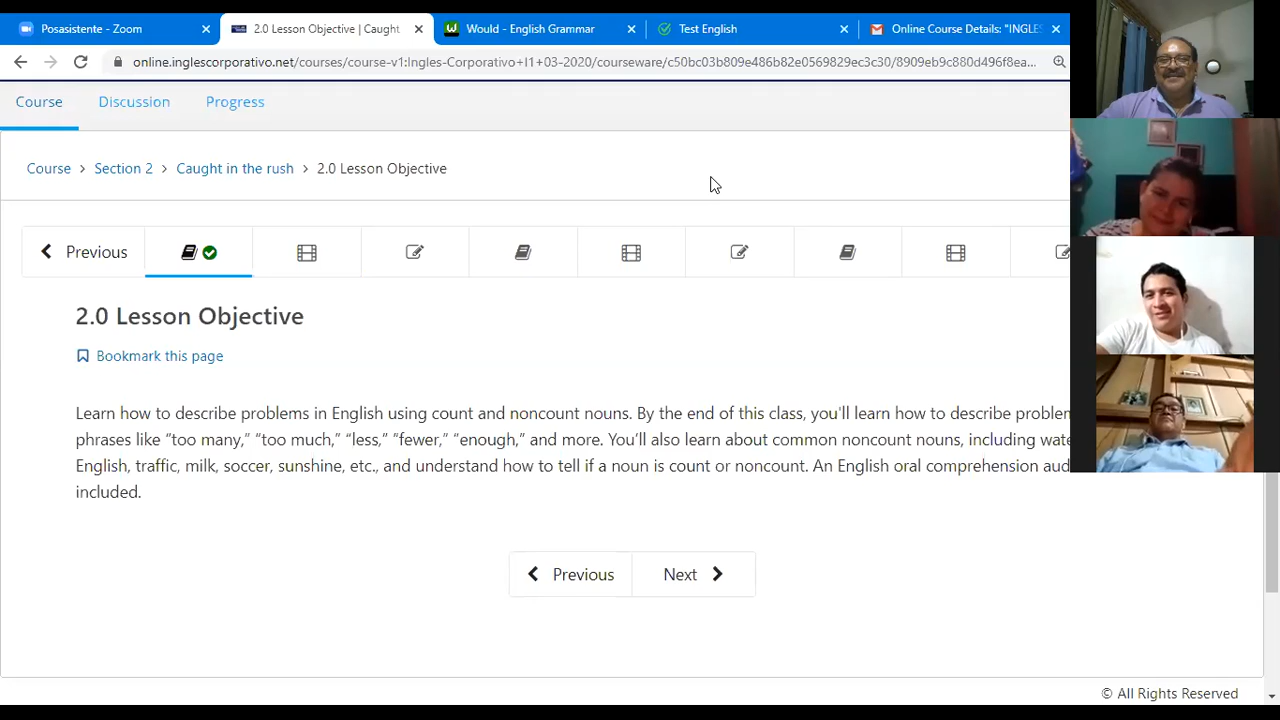 Posasistente - Zoom
2.0 Lesson Objective | Caught
Would - English Grammar
Test English
Online Course Details: "INGLES
online.inglescorporativo.net/courses/course-v1:Ingles-Corporativo+I1+03-2020/courseware/c50bc03b809e486b82e0569829ec3c30/8909eb9c880d496f8ea...
Course Discussion Progress
Course > Section 2 > Caught in the rush > 2.0 Lesson Objective
Previous
2.0 Lesson Objective
Bookmark this page
Learn how to describe problems in English using count and noncount nouns. By the end of this class, you'll learn how to describe problem
phrases like “too many,” “too much,” “less,” “fewer,” “enough,” and more. You’ll also learn about common noncount nouns, including wate
English, traffic, milk, soccer, sunshine, etc., and understand how to tell if a noun is count or noncount. An English oral comprehension aud
included.
Previous Next
© All Rights Reserved